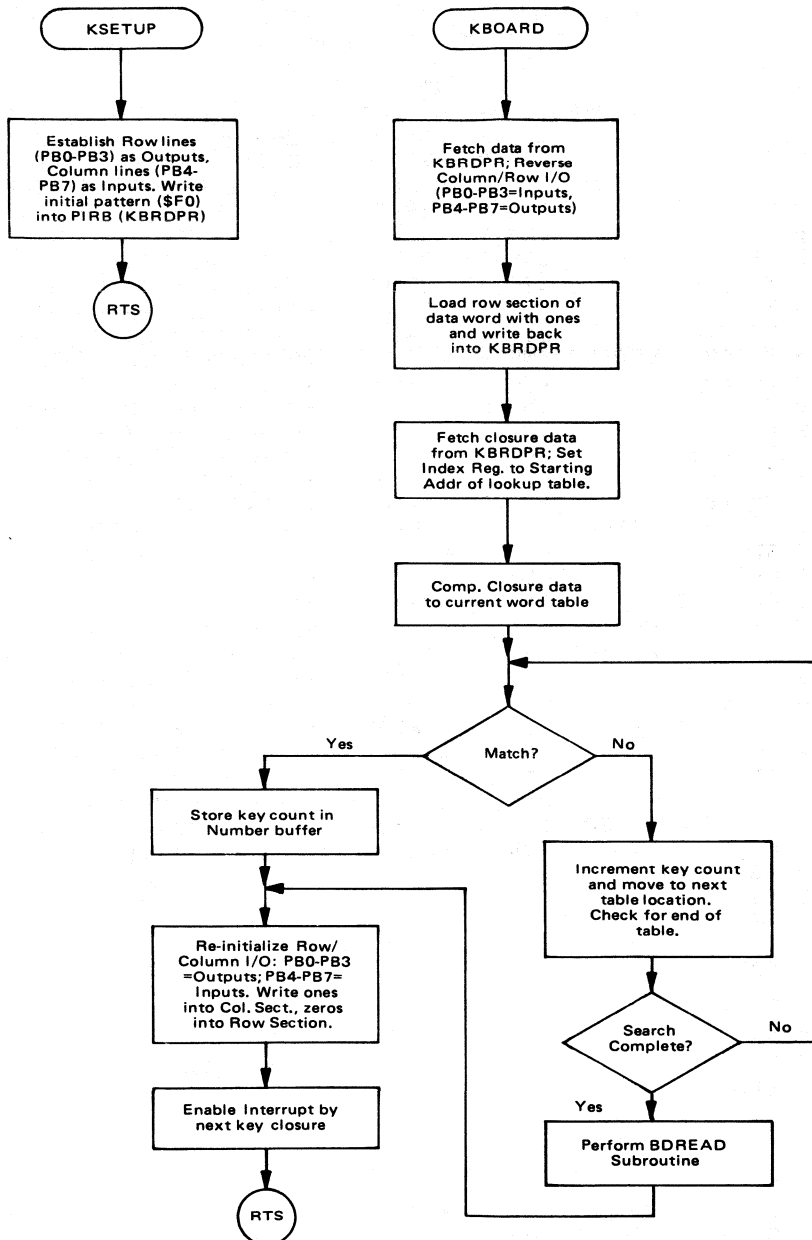 KSETUP
Establish Row lines
(PB0-PB3) as Outputs,
Column lines (PB4-
PB7) as Inputs. Write
initial pattern ($F0)
into PIRB (KBRDPR)
RTS
KBOARD
Fetch data from
KBRDPR; Reverse
Column/Row I/O
(PB0-PB3=Inputs,
PB4-PB7=Outputs)
Load row section of
data word with ones
and write back
into KBRDPR
Fetch closure data
from KBRDPR; Set
Index Reg. to Starting
Addr of lookup table.
Comp. Closure data
to current word table
Match?
Yes
No
Store key count in
Number buffer
Increment key count
and move to next
table location.
Check for end of
table.
Re-initialize Row/
Column I/O: PB0-PB3
=Outputs; PB4-PB7=
Inputs. Write ones
into Col. Sect., zeros
into Row Section.
Search
Complete?
No
Yes
Enable Interrupt by
next key closure
Perform BDREAD
Subroutine
RTS